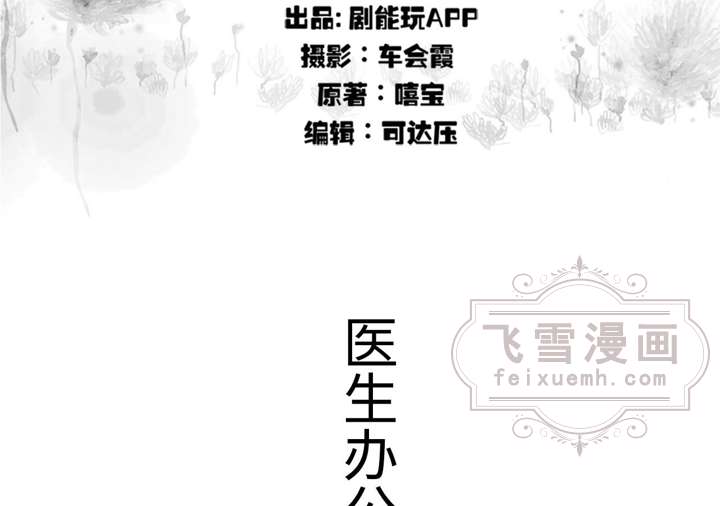 出品: 剧能玩APP
摄影：车会霞
原著：嘻宝
编辑：可达压
飞雪漫画
feixuemh.com
医生办公